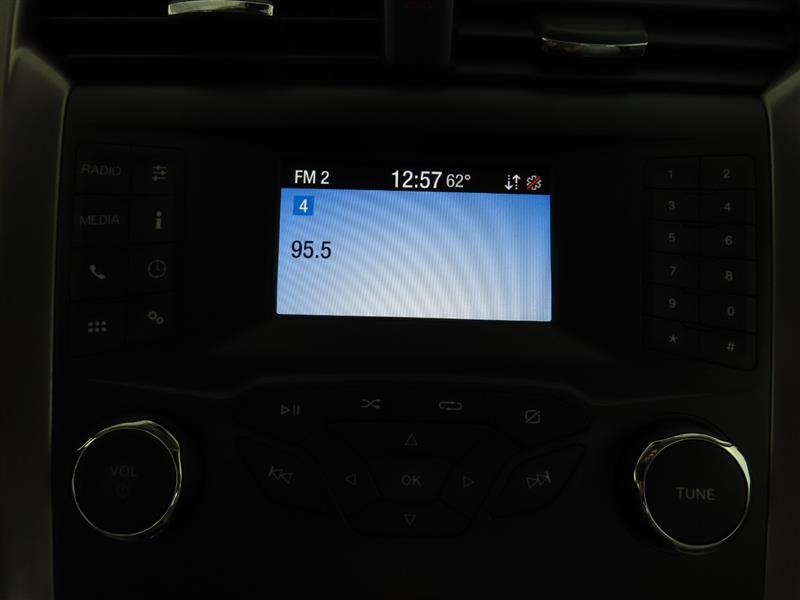 FM 2 12:57 62°
4
95.5
RADIO
MEDIA
i
1 2
3 4
5 6
7 8
9 0
* #
VOL
OK
TUNE